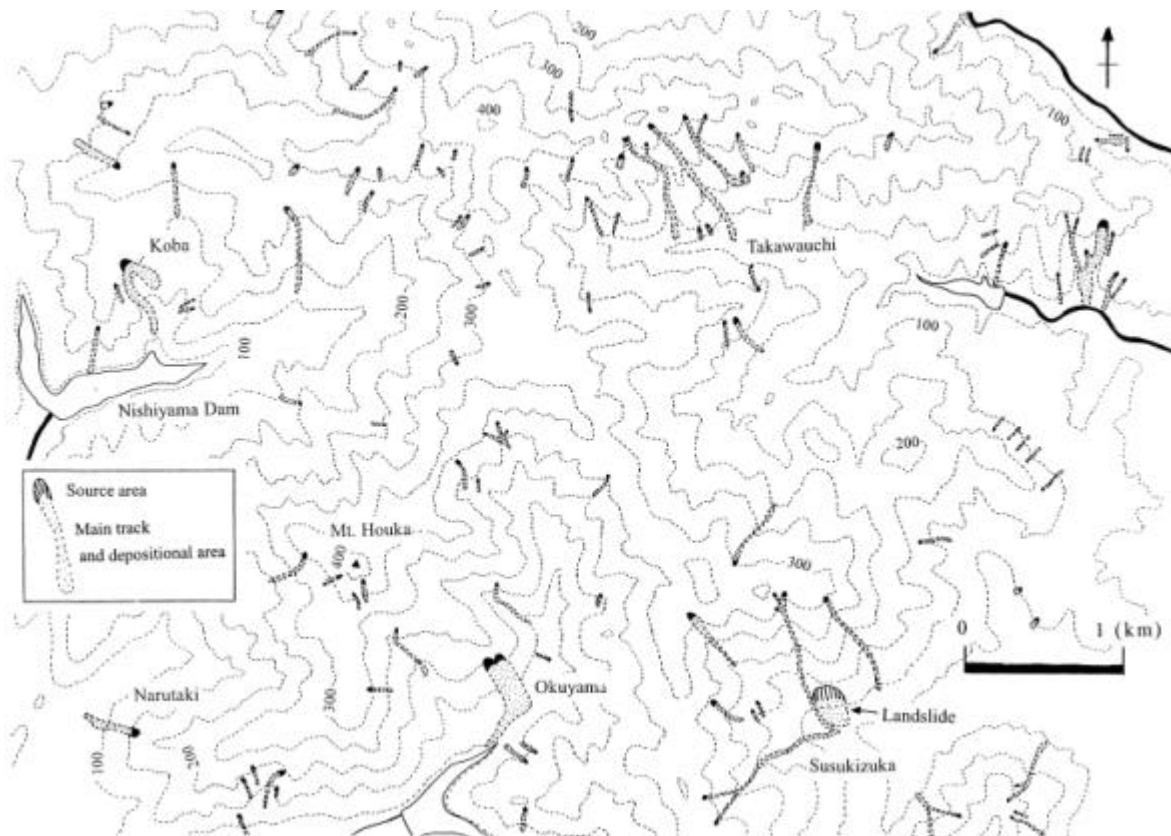 200
300
400
100
Koba
Takawauchi
200
300
100
100
Nishiyama Dam
200
Source area
Main track
and depositional area
Mt. Houka
400
300
0 1 (km)
Narutaki
300
Okuyama
Landslide
100
200
Susukizuka